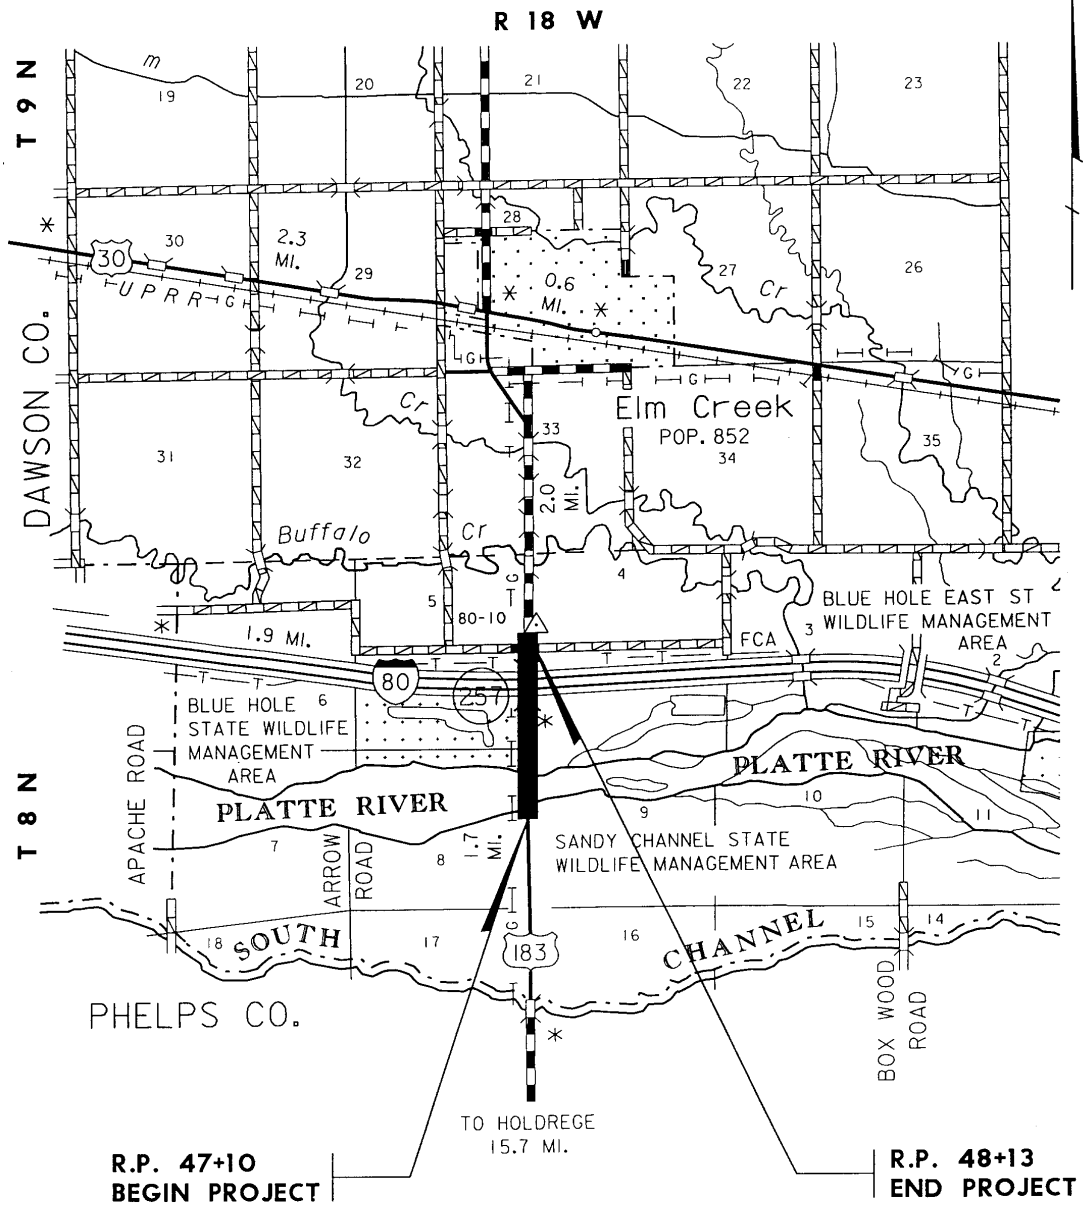 R 18 W
T 9 N
m
19
20
21
22
23
28
30
2.3
MI.
29
0.6
MI.
27
26
Cr
30
U P R R
G
DAWSON CO.
G
G
G
Cr
Elm Creek
POP. 852
33
31
32
34
35
2.0
MI.
Buffalo
Cr
G
T
4
5
80-10
BLUE HOLE EAST ST
WILDLIFE MANAGEMENT
AREA
3
FCA
2
1.9 MI.
T
T
T
T
T
T
80
257
BLUE HOLE
6
STATE WILDLIFE
MANAGEMENT
AREA
T
T
PLATTE RIVER
PLATTE RIVER
T 8 N
APACHE ROAD
9
10
11
7
ARROW
ROAD
8
1.7
MI.
SANDY CHANNEL STATE
WILDLIFE MANAGEMENT AREA
G
18
SOUTH
17
16
CHANNEL
15
14
183
PHELPS CO.
BOX WOOD
ROAD
TO HOLDREGE
15.7 MI.
R.P. 47+10
BEGIN PROJECT
R.P. 48+13
END PROJECT